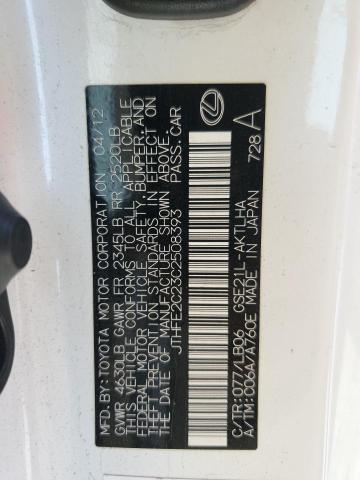 MFD. BY: TOYOTA MOTOR CORPORATION 04/12
GVWR 4630LB GAWR FR 2345LB RR 2520LB
THIS VEHICLE CONFORMS TO ALL APPLICABLE
FEDERAL MOTOR VEHICLE SAFETY, BUMPER, AND
THEFT PREVENTION STANDARDS IN EFFECT ON
THE DATE OF MANUFACTURE SHOWN ABOVE.
JTHFE2C23C2508393 PASS. CAR
C/TR: 077/LB06 GSE21L-AKTLHA
A/TM: C06A/A760E MADE IN JAPAN 728 A